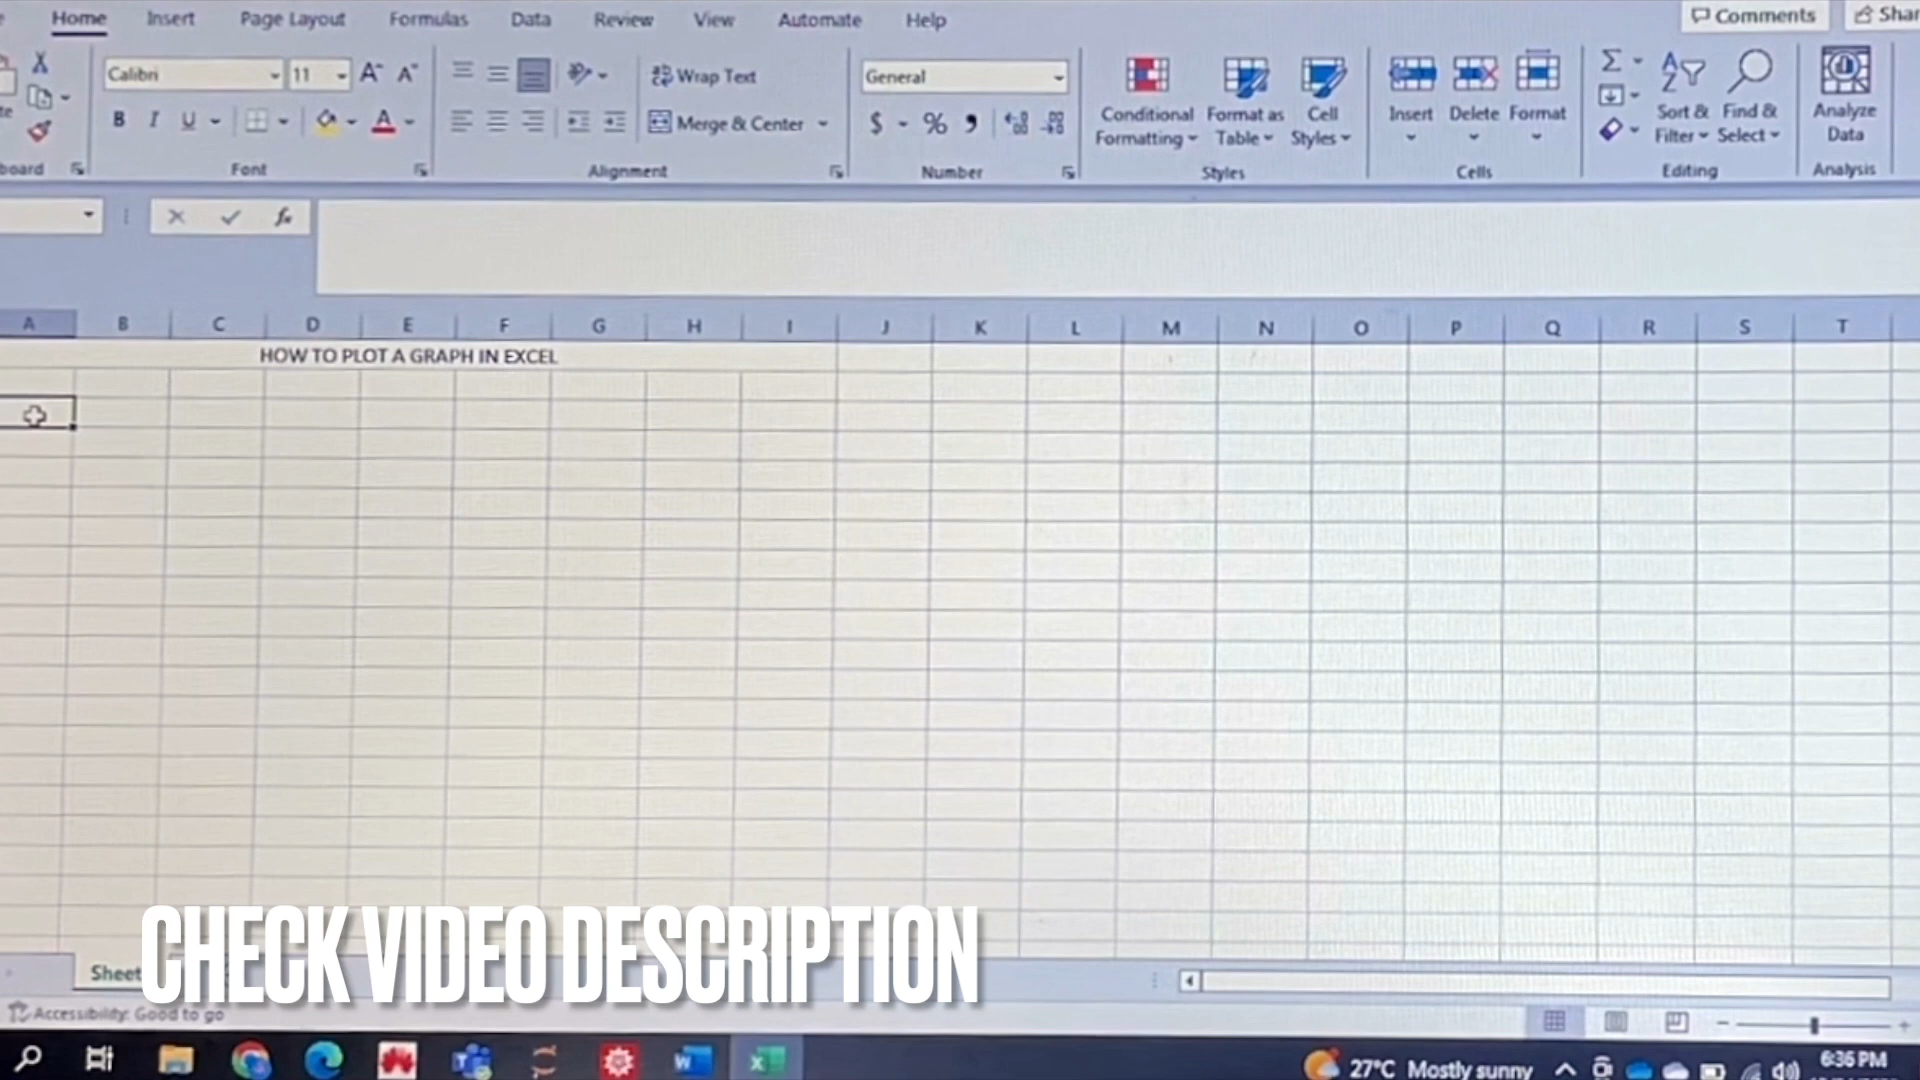 Home Insert Page Layout Formulas Data Review View Automate Help Comments
Calibri 11 Wrap Text General
B I U Merge & Center $ % Conditional Formatting Format as Table Cell Styles Insert Delete Format Sort & Filter Find & Select Analyze Data
Font Alignment Number Styles Cells Editing Analysis
fx
A B C D E F G H I J K L M N O P Q R S T
HOW TO PLOT A GRAPH IN EXCEL
CHECK VIDEO DESCRIPTION
Sheet
Accessibility: Good to go
27°C Mostly sunny 6:36 PM